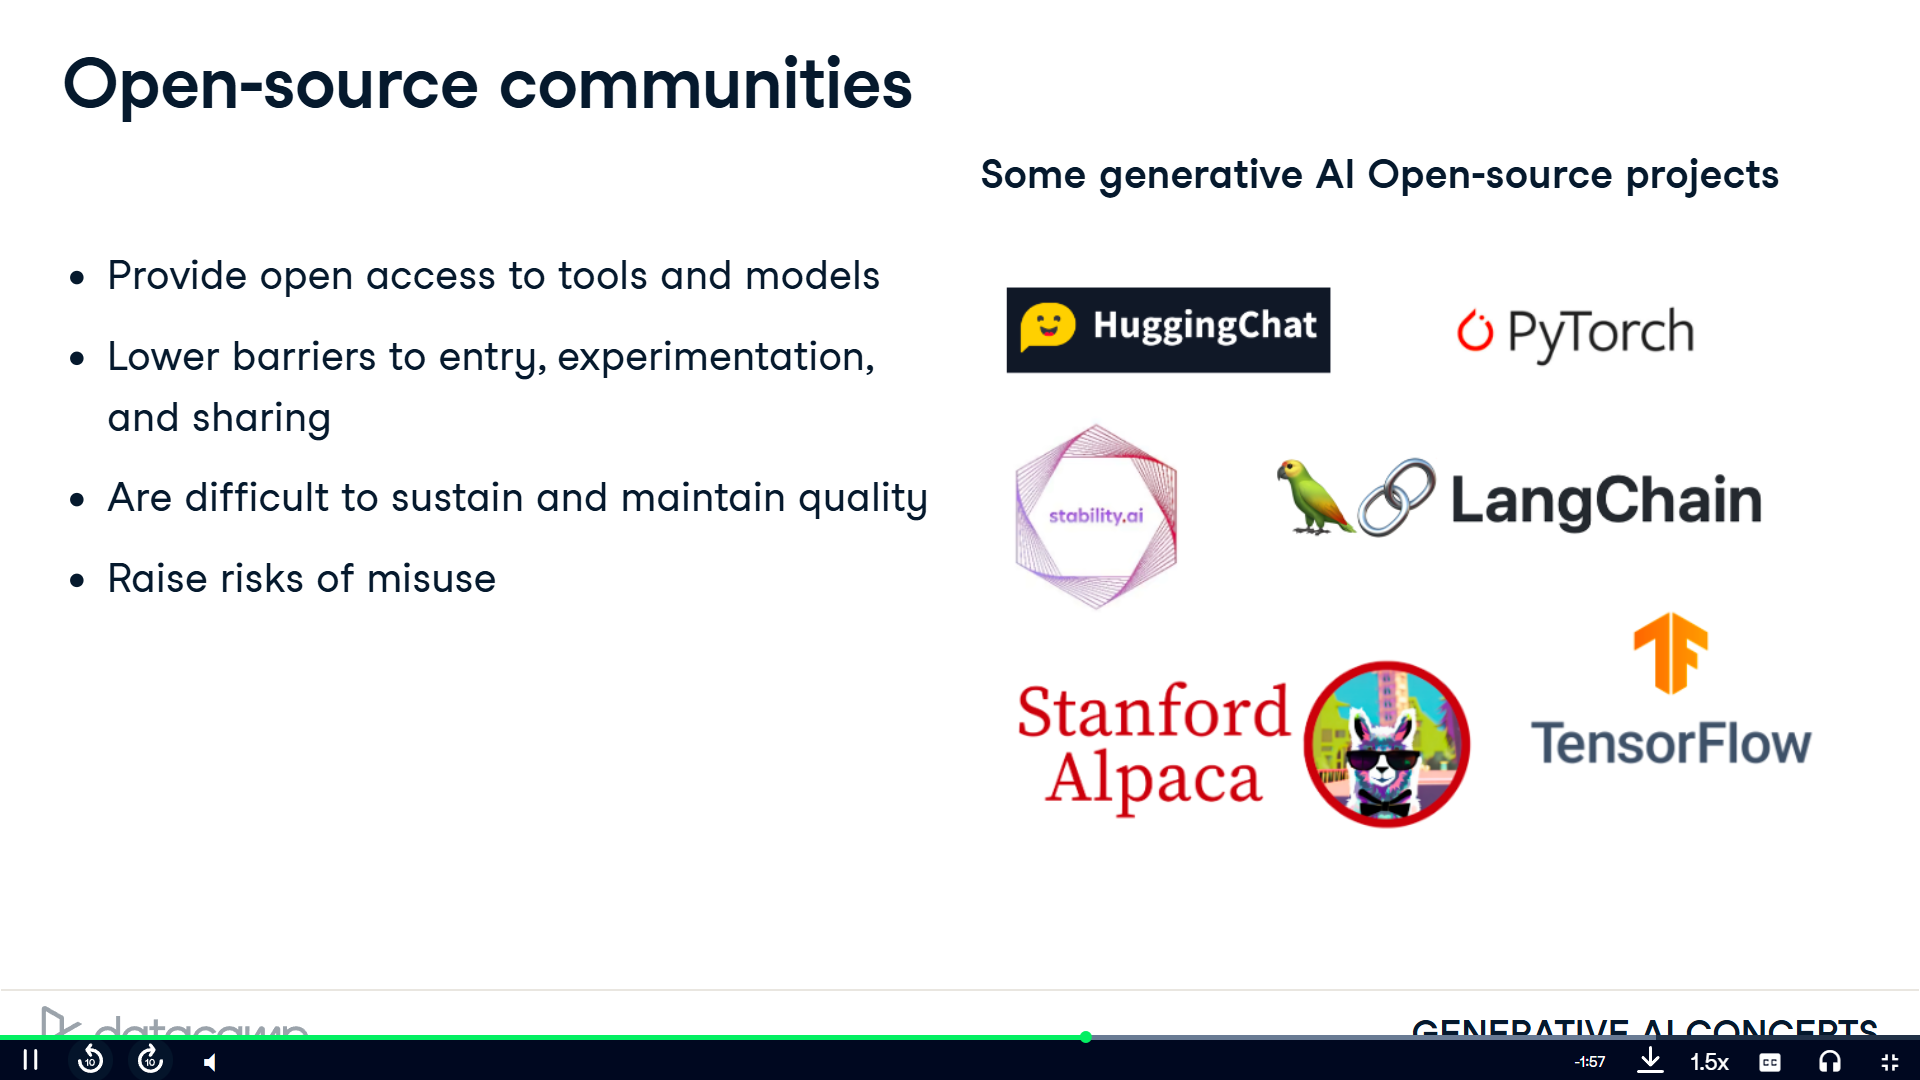 Open-source communities
Some generative AI Open-source projects
• Provide open access to tools and models
• Lower barriers to entry, experimentation,
and sharing
• Are difficult to sustain and maintain quality
• Raise risks of misuse
HuggingChat
PyTorch
stability.ai
LangChain
Stanford
Alpaca
TensorFlow
datacamp
GENERATIVE AI CONCEPTS
10
10
-1:57
1.5x
CC